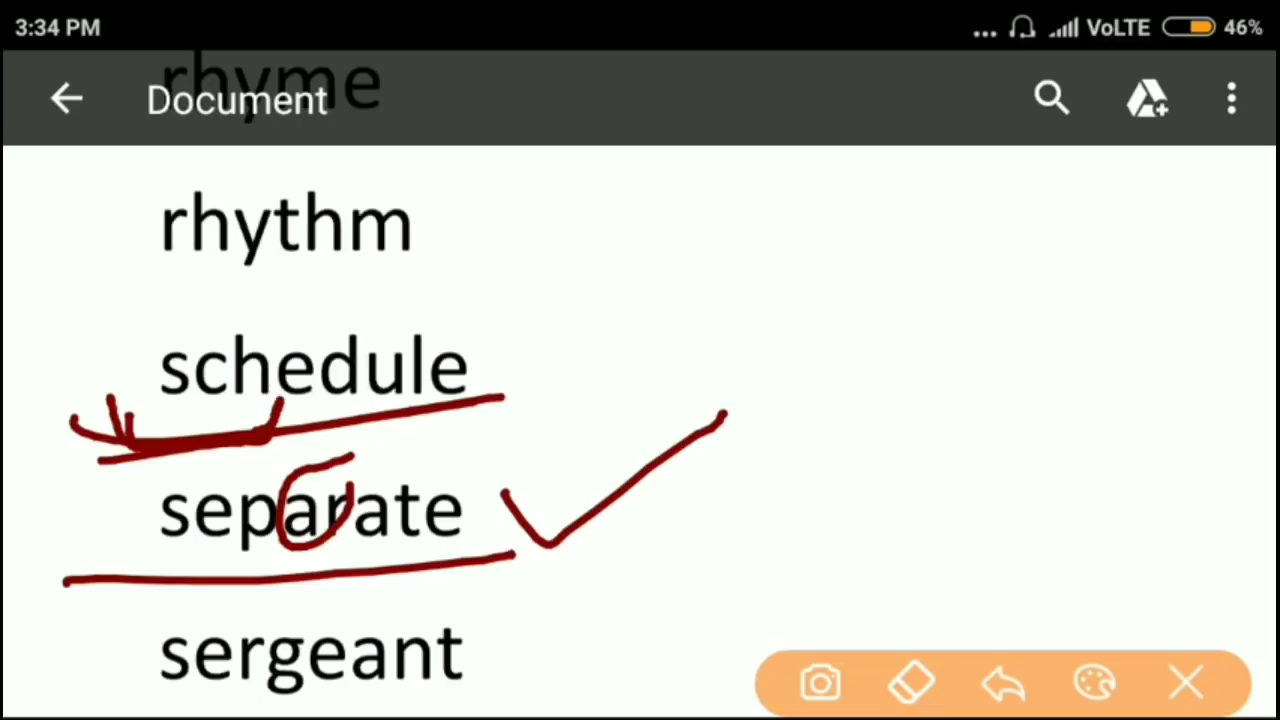 3:34 PM ... VoLTE 46%
rhyme
Document
rhythm
schedule
separate
sergeant